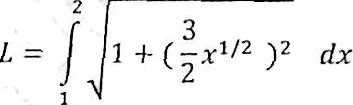 L = ∫₁² √(1 + (3/2 x^{1/2} )²) dx